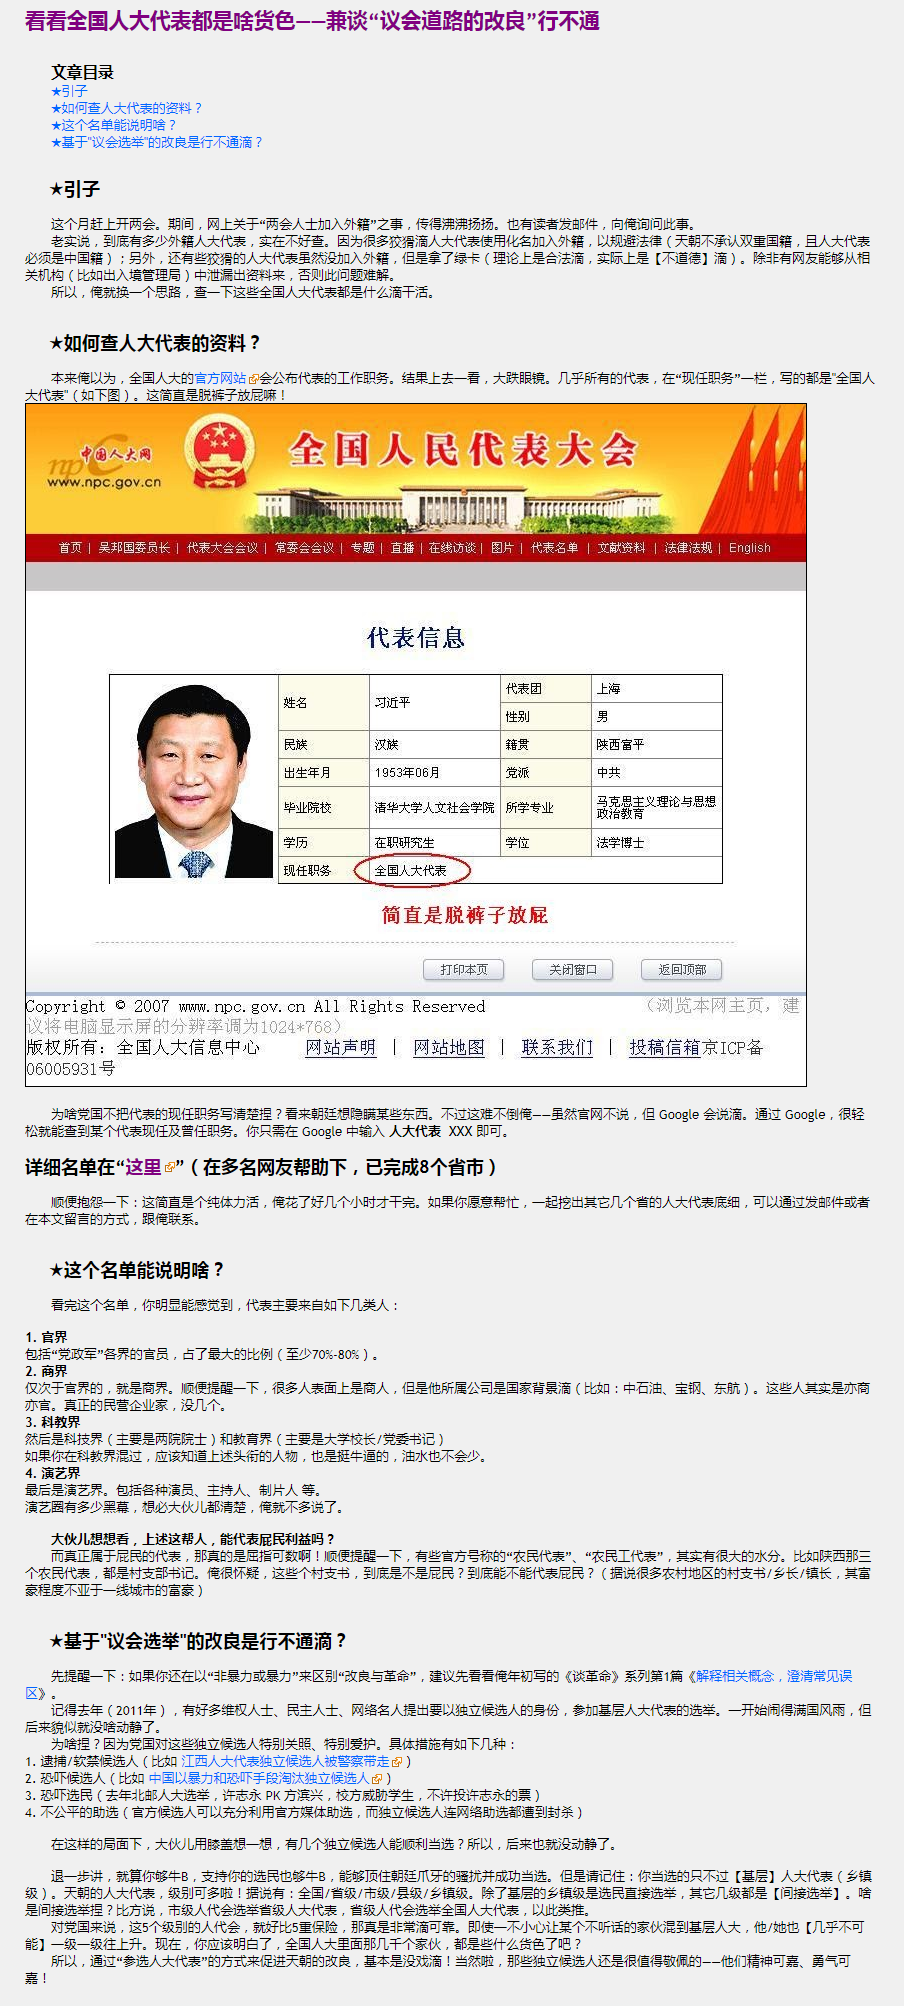 看看全国人大代表都是啥货色——兼谈“议会道路的改良”行不通
文章目录
★引子
★如何查人大代表的资料？
★这个名单能说明啥？
★基于"议会选举"的改良是行不通滴？
★引子
这个月赶上开两会。期间，网上关于“两会人士加入外籍”之事，传得沸沸扬扬。也有读者发邮件，向俺询问此事。
老实说，到底有多少外籍人大代表，实在不好查。因为很多狡猾滴人大代表使用化名加入外籍，以规避法律（天朝不承认双重国籍，且人大代表
必须是中国籍）；另外，还有些狡猾的人大代表虽然没加入外籍，但是拿了绿卡（理论上是合法滴，实际上是【不道德】滴）。除非有网友能够从相
关机构（比如出入境管理局）中泄漏出资料来，否则此问题难解。
所以，俺就换一个思路，查一下这些全国人大代表都是什么滴干活。
★如何查人大代表的资料？
本来俺以为，全国人大的官方网站会公布代表的工作职务。结果上去一看，大跌眼镜。几乎所有的代表，在“现任职务”一栏，写的都是"全国人
大代表"（如下图）。这简直是脱裤子放屁嘛！
npc 中国人大网
www.npc.gov.cn
全国人民代表大会
首页 | 吴邦国委员长 | 代表大会会议 | 常委会会议 | 专题 | 直播 | 在线访谈 | 图片 | 代表名单 | 文献资料 | 法律法规 | English
代表信息
姓名 习近平 代表团 上海
性别 男
民族 汉族 籍贯 陕西富平
出生年月 1953年06月 党派 中共
毕业院校 清华大学人文社会学院 所学专业 马克思主义理论与思想
政治教育
学历 在职研究生 学位 法学博士
现任职务 全国人大代表
简直是脱裤子放屁
打印本页 关闭窗口 返回顶部
Copyright © 2007 www.npc.gov.cn All Rights Reserved （浏览本网主页，建
议将电脑显示屏的分辨率调为1024*768）
版权所有：全国人大信息中心 网站声明 | 网站地图 | 联系我们 | 投稿信箱京ICP备
06005931号
为啥党国不把代表的现任职务写清楚捏？看来朝廷想隐瞒某些东西。不过这难不倒俺——虽然官网不说，但 Google 会说滴。通过 Google，很轻
松就能查到某个代表现任及曾任职务。你只需在 Google 中输入 人大代表 XXX 即可。
详细名单在“这里”（在多名网友帮助下，已完成8个省市）
顺便抱怨一下：这简直是个纯体力活，俺花了好几个小时才干完。如果你愿意帮忙，一起挖出其它几个省的人大代表底细，可以通过发邮件或者
在本文留言的方式，跟俺联系。
★这个名单能说明啥？
看完这个名单，你明显能感觉到，代表主要来自如下几类人：
1. 官界
包括“党政军”各界的官员，占了最大的比例（至少70%-80%）。
2. 商界
仅次于官界的，就是商界。顺便提醒一下，很多人表面上是商人，但是他所属公司是国家背景滴（比如：中石油、宝钢、东航）。这些人其实是亦商
亦官。真正的民营企业家，没几个。
3. 科教界
然后是科技界（主要是两院院士）和教育界（主要是大学校长/党委书记）
如果你在科教界混过，应该知道上述头衔的人物，也是挺牛逼的，油水也不会少。
4. 演艺界
最后是演艺界。包括各种演员、主持人、制片人 等。
演艺圈有多少黑幕，想必大伙儿都清楚，俺就不多说了。
大伙儿想想看，上述这帮人，能代表屁民利益吗？
而真正属于屁民的代表，那真的是屈指可数啊！顺便提醒一下，有些官方号称的“农民代表”、“农民工代表”，其实有很大的水分。比如陕西那三
个农民代表，都是村支部书记。俺很怀疑，这些个村支书，到底是不是屁民？到底能不能代表屁民？（据说很多农村地区的村支书/乡长/镇长，其富
豪程度不亚于一线城市的富豪）
★基于"议会选举"的改良是行不通滴？
先提醒一下：如果你还在以“非暴力或暴力”来区别“改良与革命”，建议先看看俺年初写的《谈革命》系列第1篇《解释相关概念，澄清常见误
区》。
记得去年（2011年），有好多维权人士、民主人士、网络名人提出要以独立候选人的身份，参加基层人大代表的选举。一开始闹得满国风雨，但
后来貌似就没啥动静了。
为啥捏？因为党国对这些独立候选人特别关照、特别爱护。具体措施有如下几种：
1. 逮捕/软禁候选人（比如 江西人大代表独立候选人被警察带走）
2. 恐吓候选人（比如 中国以暴力和恐吓手段淘汰独立候选人）
3. 恐吓选民（去年北邮人大选举，许志永 PK 方滨兴，校方威胁学生，不许投许志永的票）
4. 不公平的助选（官方候选人可以充分利用官方媒体助选，而独立候选人连网络助选都遭到封杀）
在这样的局面下，大伙儿用膝盖想一想，有几个独立候选人能顺利当选？所以，后来也就没动静了。
退一步讲，就算你够牛B，支持你的选民也够牛B，能够顶住朝廷爪牙的骚扰并成功当选。但是请记住：你当选的只不过【基层】人大代表（乡镇
级）。天朝的人大代表，级别可多啦！据说有：全国/省级/市级/县级/乡镇级。除了基层的乡镇级是选民直接选举，其它几级都是【间接选举】。啥
是间接选举捏？比方说，市级人代会选举省级人大代表，省级人代会选举全国人大代表，以此类推。
对党国来说，这5个级别的人代会，就好比5重保险，那真是非常滴可靠。即使一不小心让某个不听话的家伙混到基层人大，他/她也【几乎不可
能】一级一级往上升。现在，你应该明白了，全国人大里面那几千个家伙，都是些什么货色了吧？
所以，通过“参选人大代表”的方式来促进天朝的改良，基本是没戏滴！当然啦，那些独立候选人还是很值得敬佩的——他们精神可嘉、勇气可
嘉！